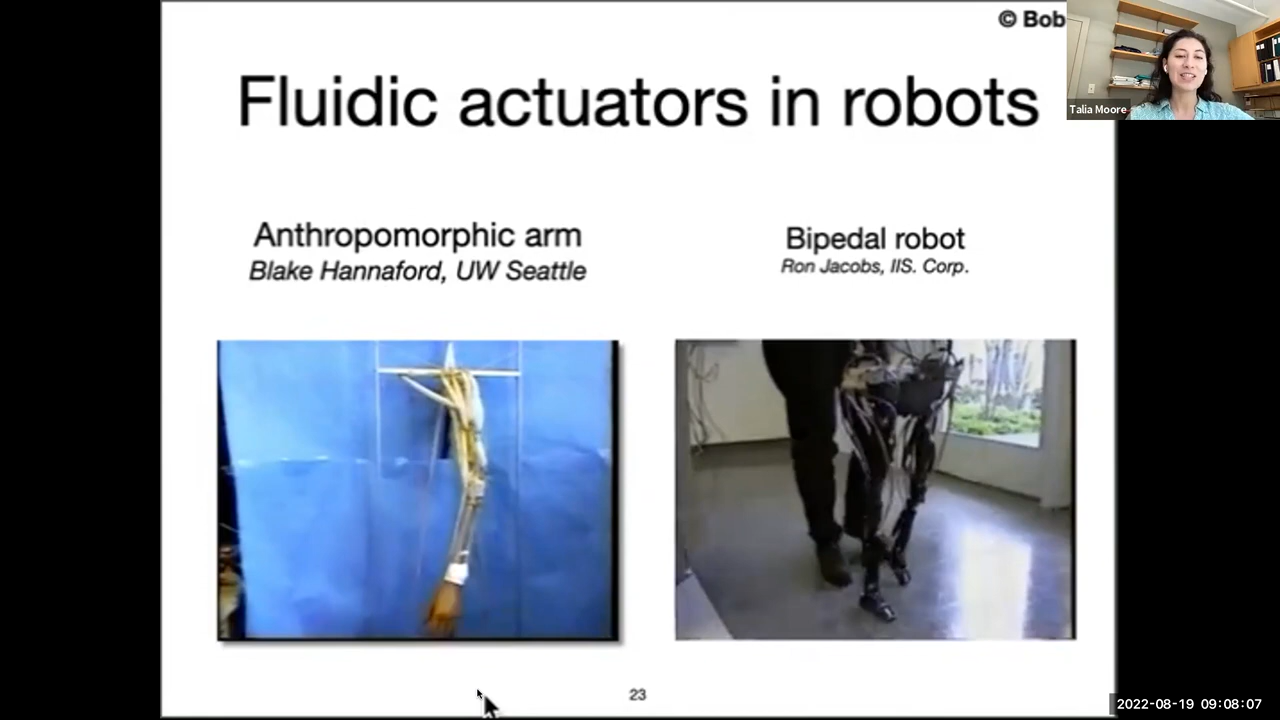 © Bob
Talia Moore
Fluidic actuators in robots
Anthropomorphic arm
Blake Hannaford, UW Seattle
Bipedal robot
Ron Jacobs, IIS. Corp.
23
2022-08-19 09:08:07